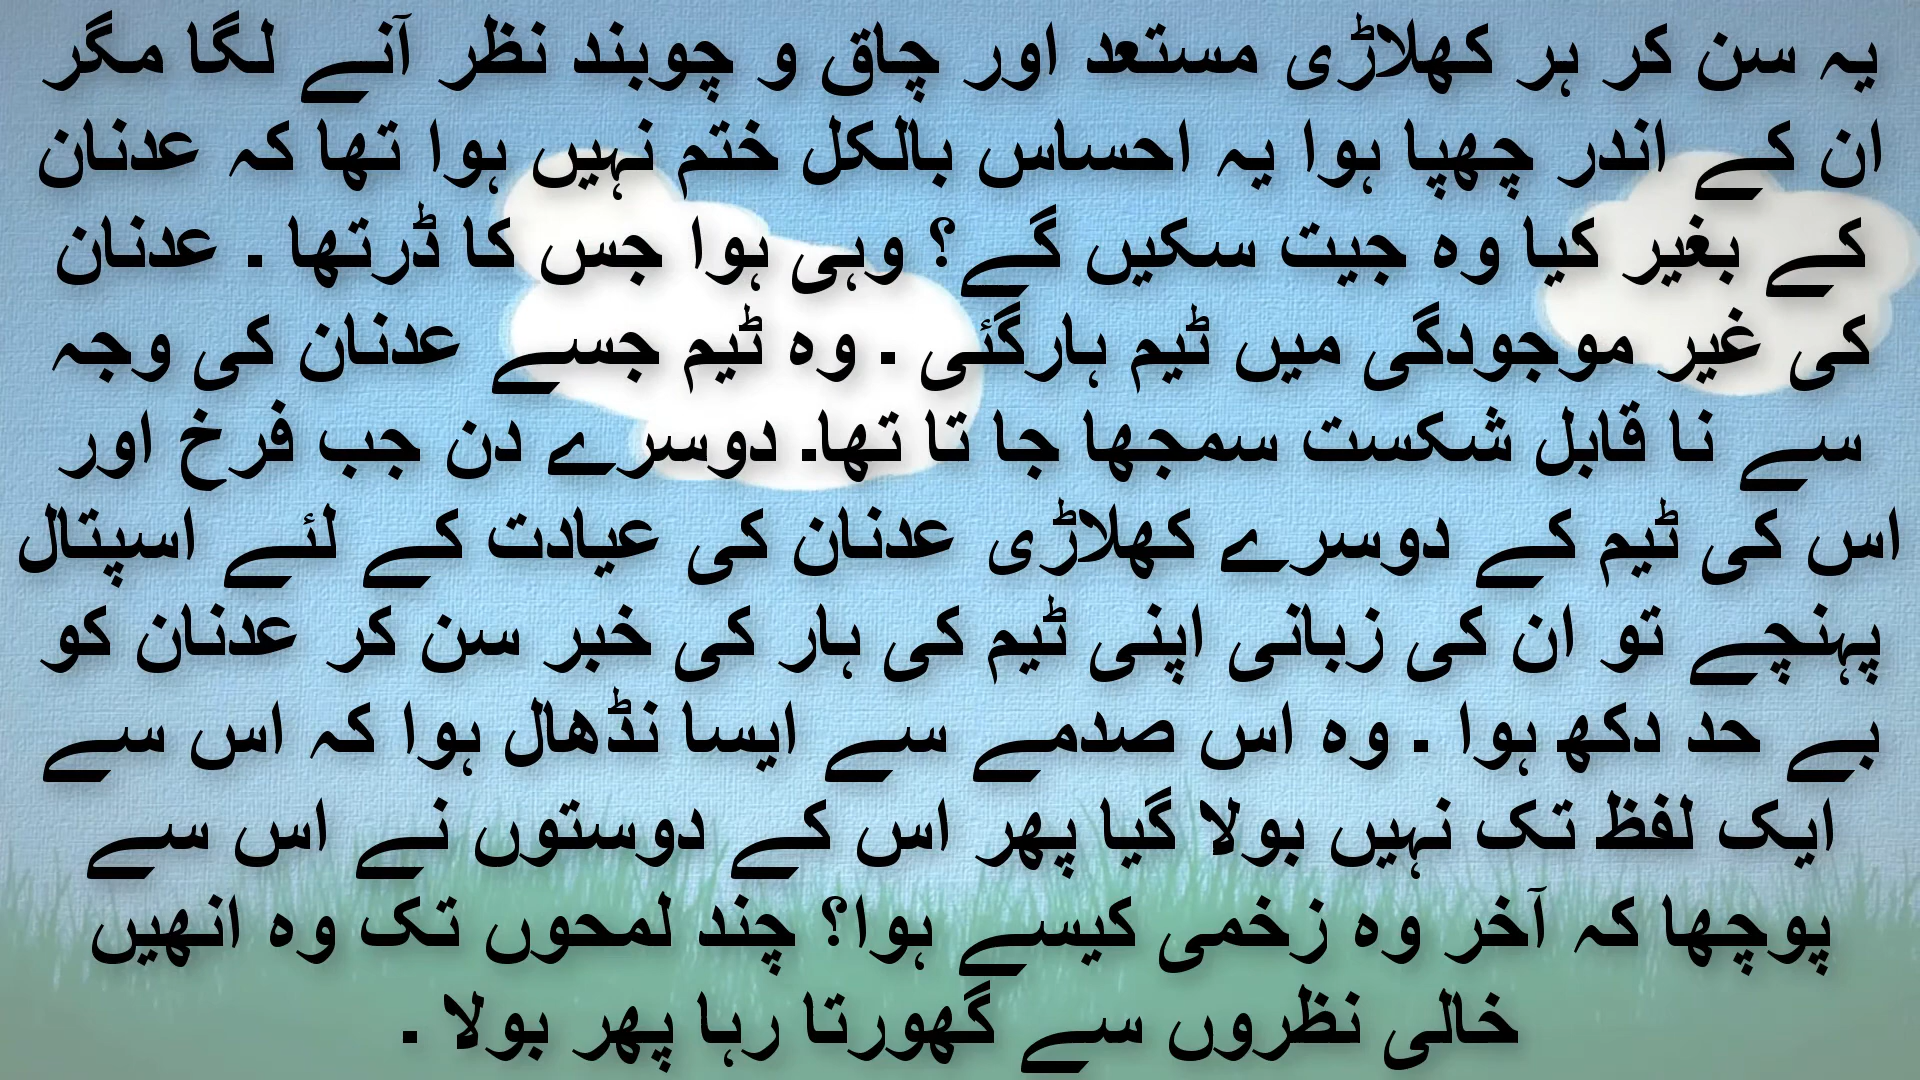 یہ سن کر ہر کھلاڑی مستعد اور چاق و چوبند نظر آنے لگا مگر
ان کے اندر چھپا ہوا یہ احساس بالکل ختم نہیں ہوا تھا کہ عدنان
کے بغیر کیا وہ جیت سکیں گے؟ وہی ہوا جس کا ڈرتھا . عدنان
کی غیر موجودگی میں ٹیم ہارگئی . وہ ٹیم جسے عدنان کی وجہ
سے نا قابل شکست سمجھا جا تا تھا۔ دوسرے دن جب فرخ اور
اس کی ٹیم کے دوسرے کھلاڑی عدنان کی عیادت کے لئے اسپتال
پہنچے تو ان کی زبانی اپنی ٹیم کی ہار کی خبر سن کر عدنان کو
بے حد دکھ ہوا . وہ اس صدمے سے ایسا نڈھال ہوا کہ اس سے
ایک لفظ تک نہیں بولا گیا پھر اس کے دوستوں نے اس سے
پوچھا کہ آخر وہ زخمی کیسے ہوا؟ چند لمحوں تک وہ انھیں
خالی نظروں سے گھورتا رہا پھر بولا .